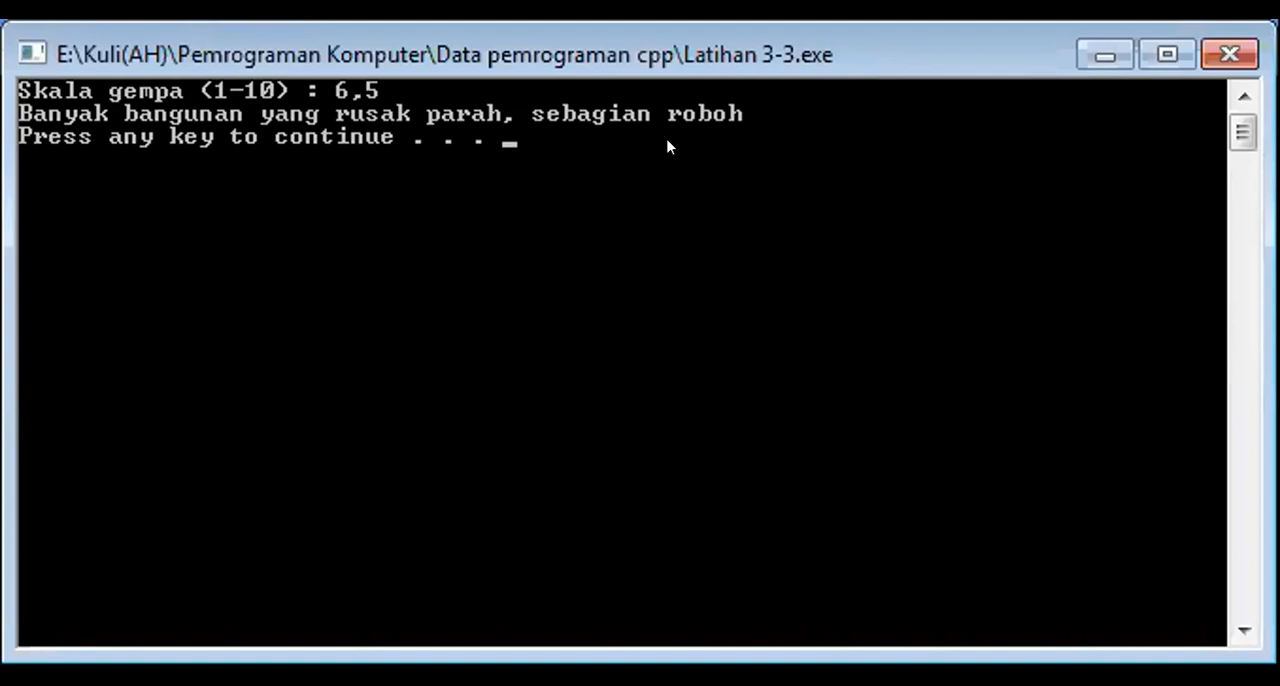 E:\Kuli(AH)\Pemrograman Komputer\Data pemrograman cpp\Latihan 3-3.exe
Skala gempa (1-10) : 6,5
Banyak bangunan yang rusak parah, sebagian roboh
Press any key to continue . . . _